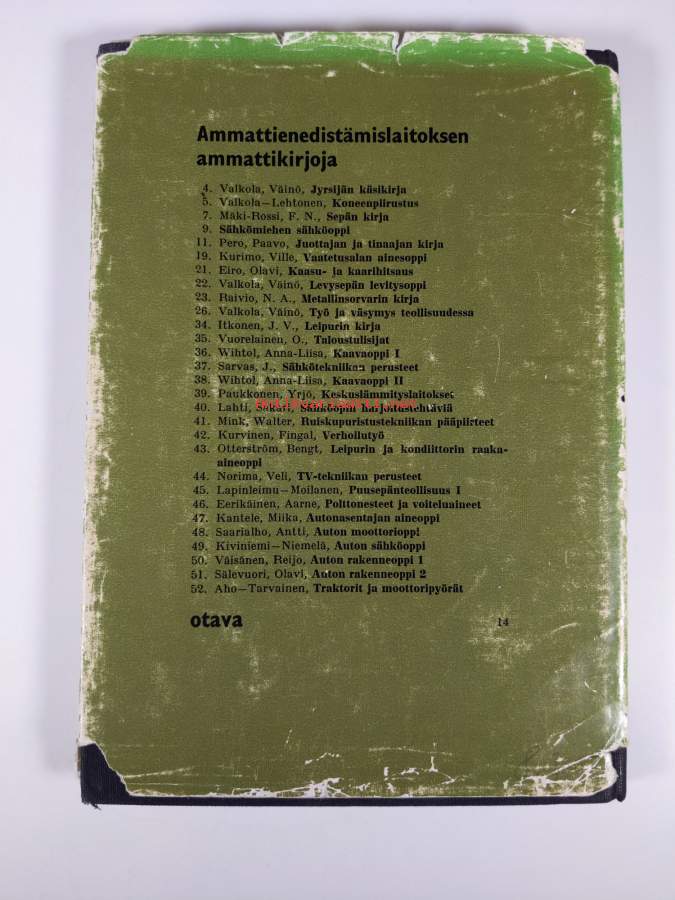 Ammattienedistämislaitoksen
ammattikirjoja
4. Valkola, Väinö, Jyrsijän käsikirja
5. Valkola—Lehtonen, Koneenpiirustus
7. Mäki-Rossi, F. N., Sepän kirja
9. Sähkömiehen sähköoppi
11. Pero, Paavo, Juottajan ja tinaajan kirja
19. Kurimo, Ville, Vaatetusalan ainesoppi
21. Eiro, Olavi, Kaasu- ja kaarihitsaus
22. Valkola, Väinö, Levysepän levitysoppi
23. Raivio, N. A., Metallinsorvarin kirja
26. Valkola, Väinö, Työ ja väsymys teollisuudessa
34. Itkonen, J. V., Leipurin kirja
35. Vuorelainen, O., Taloustulisijat
36. Wihtol, Anna-Liisa, Kaavaoppi I
37. Sarvas, J., Sähkötekniikan perusteet
38. Wihtol, Anna-Liisa, Kaavaoppi II
39. Paukkonen, Yrjö, Keskuslämmityslaitokset
40. Lahti, Sakari, Sähköopin harjoitustehtäviä
41. Mink, Walter, Ruiskupuristustekniikan pääpiirteet
42. Kurvinen, Fingal, Verhoilutyö
43. Otterström, Bengt, Leipurin ja kondiittorin raaka-
aineoppi
44. Norima, Veli, TV-tekniikan perusteet
45. Lapinleimu—Moilanen, Puusepänteollisuus I
46. Eerikäinen, Aarne, Polttonesteet ja voiteluaineet
47. Kantele, Miika, Autonasentajan aineoppi
48. Saarialho, Antti, Auton moottorioppi
49. Kiviniemi—Niemelä, Auton sähköoppi
50. Väisänen, Reijo, Auton rakenneoppi 1
51. Sälevuori, Olavi, Auton rakenneoppi 2
52. Aho—Tarvainen, Traktorit ja moottoripyörät
otava
14